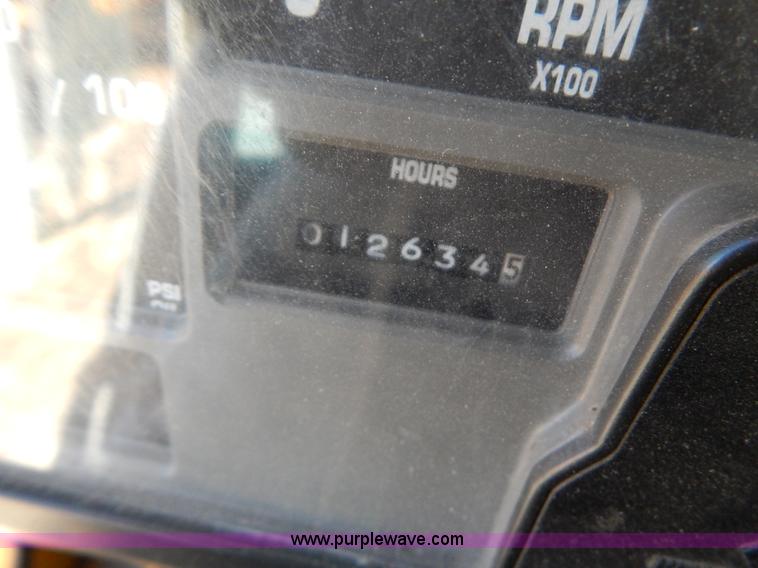 RPM
X100
/ 100
HOURS
0126345
PSI
www.purplewave.com